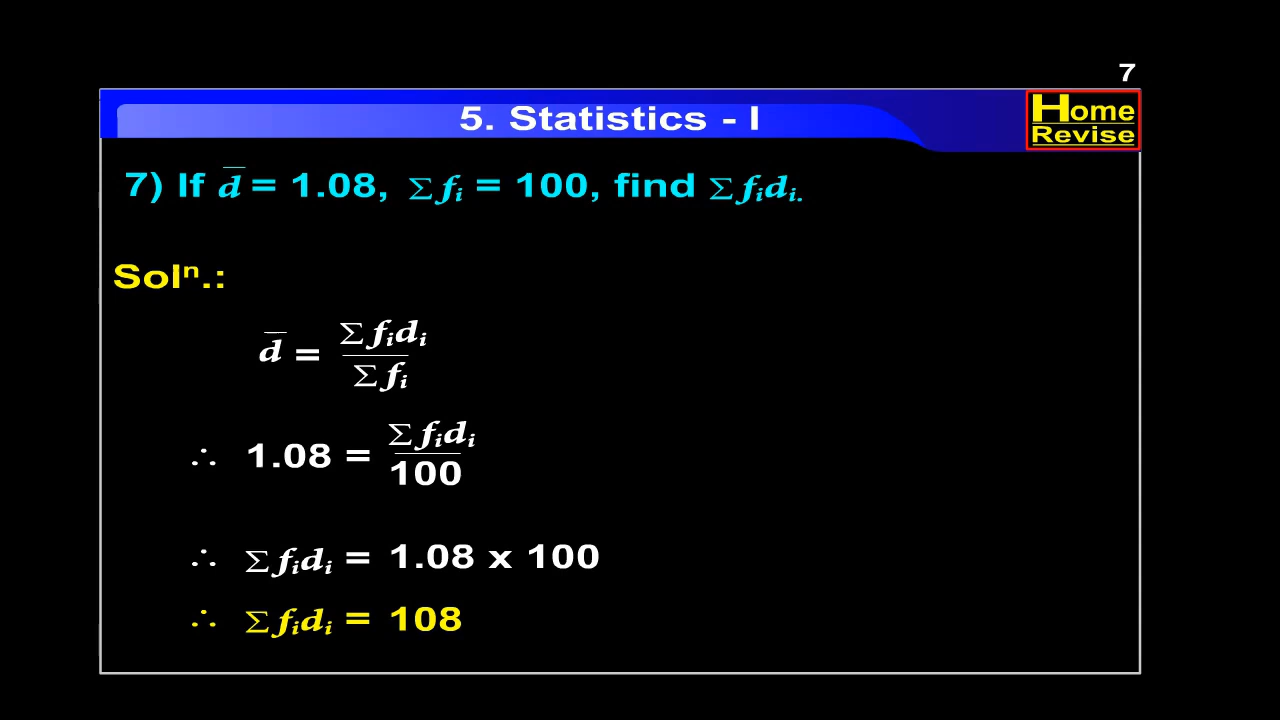 7
5. Statistics - I
Home
Revise
7) If d̅ = 1.08, Σfᵢ = 100, find Σfᵢdᵢ.
Solⁿ.:
d̅ = Σfᵢdᵢ / Σfᵢ
∴ 1.08 = Σfᵢdᵢ / 100
∴ Σfᵢdᵢ = 1.08 x 100
∴ Σfᵢdᵢ = 108